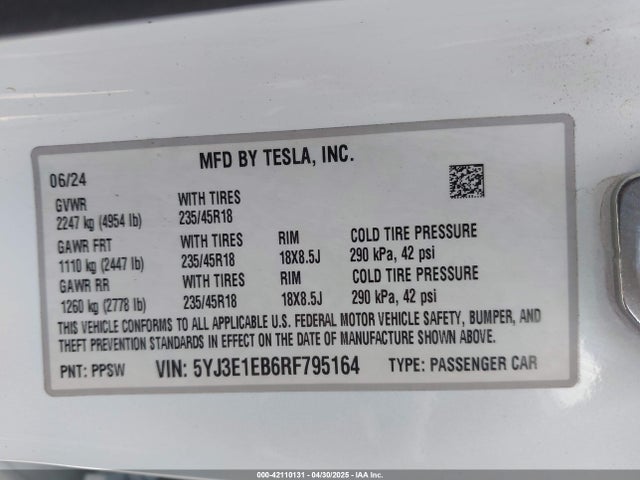 MFD BY TESLA, INC.
06/24
GVWR WITH TIRES
2247 kg (4954 lb) 235/45R18
GAWR FRT WITH TIRES RIM COLD TIRE PRESSURE
1110 kg (2447 lb) 235/45R18 18X8.5J 290 kPa, 42 psi
GAWR RR WITH TIRES RIM COLD TIRE PRESSURE
1260 kg (2778 lb) 235/45R18 18X8.5J 290 kPa, 42 psi
THIS VEHICLE CONFORMS TO ALL APPLICABLE U.S. FEDERAL MOTOR VEHICLE SAFETY, BUMPER, AND
THEFT PREVENTION STANDARDS IN EFFECT ON THE DATE OF MANUFACTURE SHOWN ABOVE.
PNT: PPSW VIN: 5YJ3E1EB6RF795164 TYPE: PASSENGER CAR
000-42110131 - 04/30/2025 - IAA Inc.